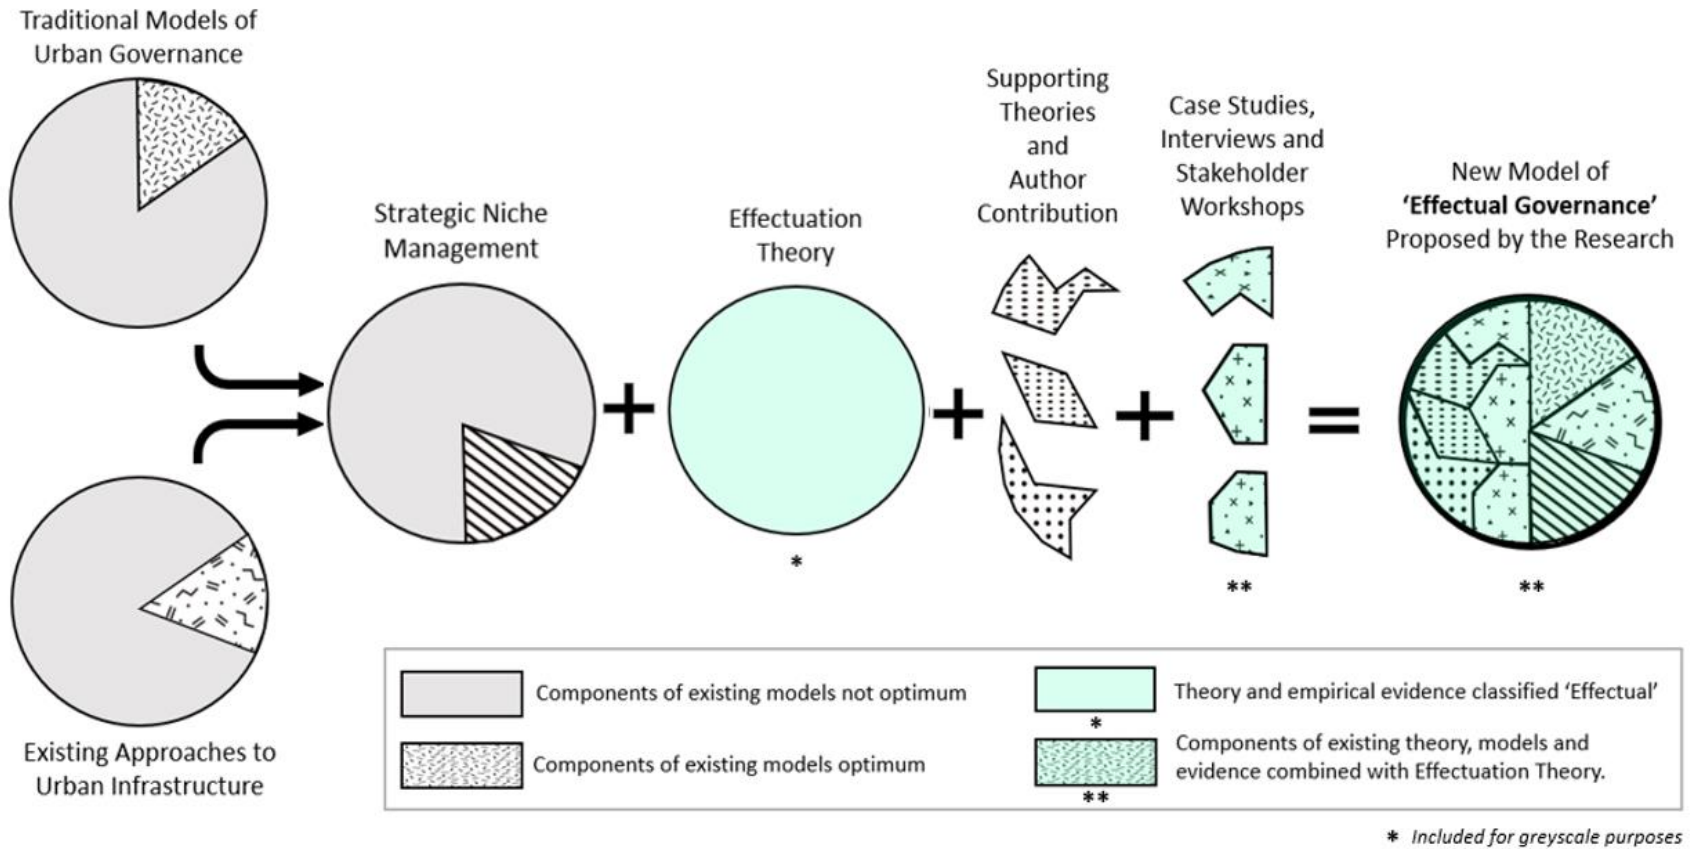 Traditional Models of
Urban Governance
Existing Approaches to
Urban Infrastructure
Strategic Niche
Management
Effectuation
Theory
*
Supporting
Theories
and
Author
Contribution
Case Studies,
Interviews and
Stakeholder
Workshops
**
New Model of
‘Effectual Governance’
Proposed by the Research
**
+
+
+
=
Components of existing models not optimum
Components of existing models optimum
Theory and empirical evidence classified ‘Effectual’
*
Components of existing theory, models and
evidence combined with Effectuation Theory.
**
* Included for greyscale purposes